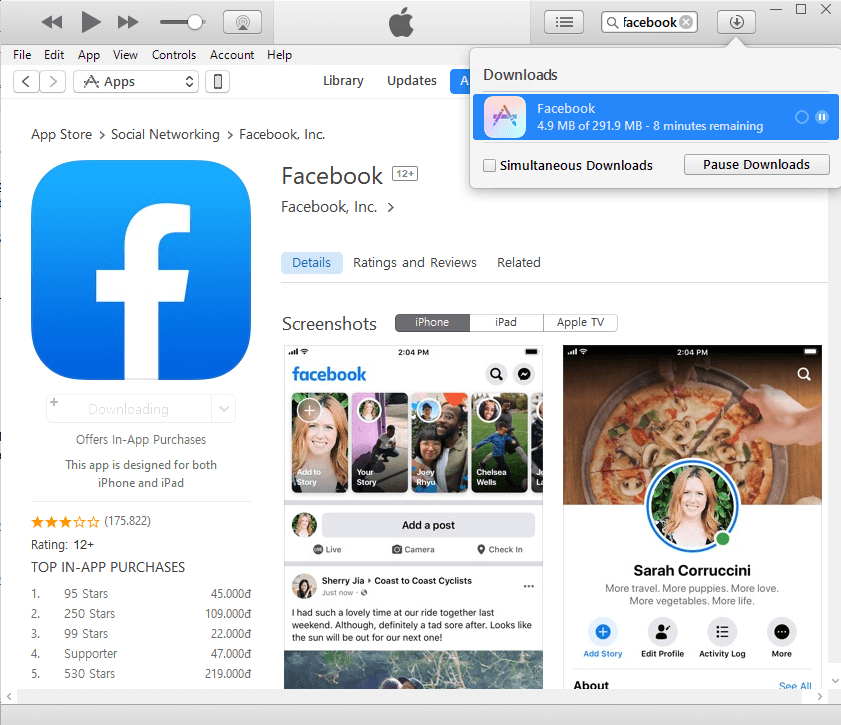 facebook
File Edit App View Controls Account Help
Apps
Library Updates
Downloads
Facebook
4.9 MB of 291.9 MB - 8 minutes remaining
Simultaneous Downloads
Pause Downloads
App Store > Social Networking > Facebook, Inc.
Facebook 12+
Facebook, Inc. >
Details Ratings and Reviews Related
Screenshots iPhone iPad Apple TV
Downloading
Offers In-App Purchases
This app is designed for both
iPhone and iPad
(175.822)
Rating: 12+
TOP IN-APP PURCHASES
1. 95 Stars 45.000đ
2. 250 Stars 109.000đ
3. 99 Stars 22.000đ
4. Supporter 47.000đ
5. 530 Stars 219.000đ
2:04 PM
facebook
Add to
Story
Your
Story
Joey
Rhyu
Chelsea
Wells
Add a post
Live Camera Check In
Sherry Jia ▸ Coast to Coast Cyclists
Just now
I had such a lovely time at our ride together last
weekend. Although, definitely a tad sore after. Looks like
the sun will be out for our next one!
2:04 PM
Sarah Corruccini
More travel. More puppies. More love.
More vegetables. More life.
Add Story Edit Profile Activity Log More
About See All